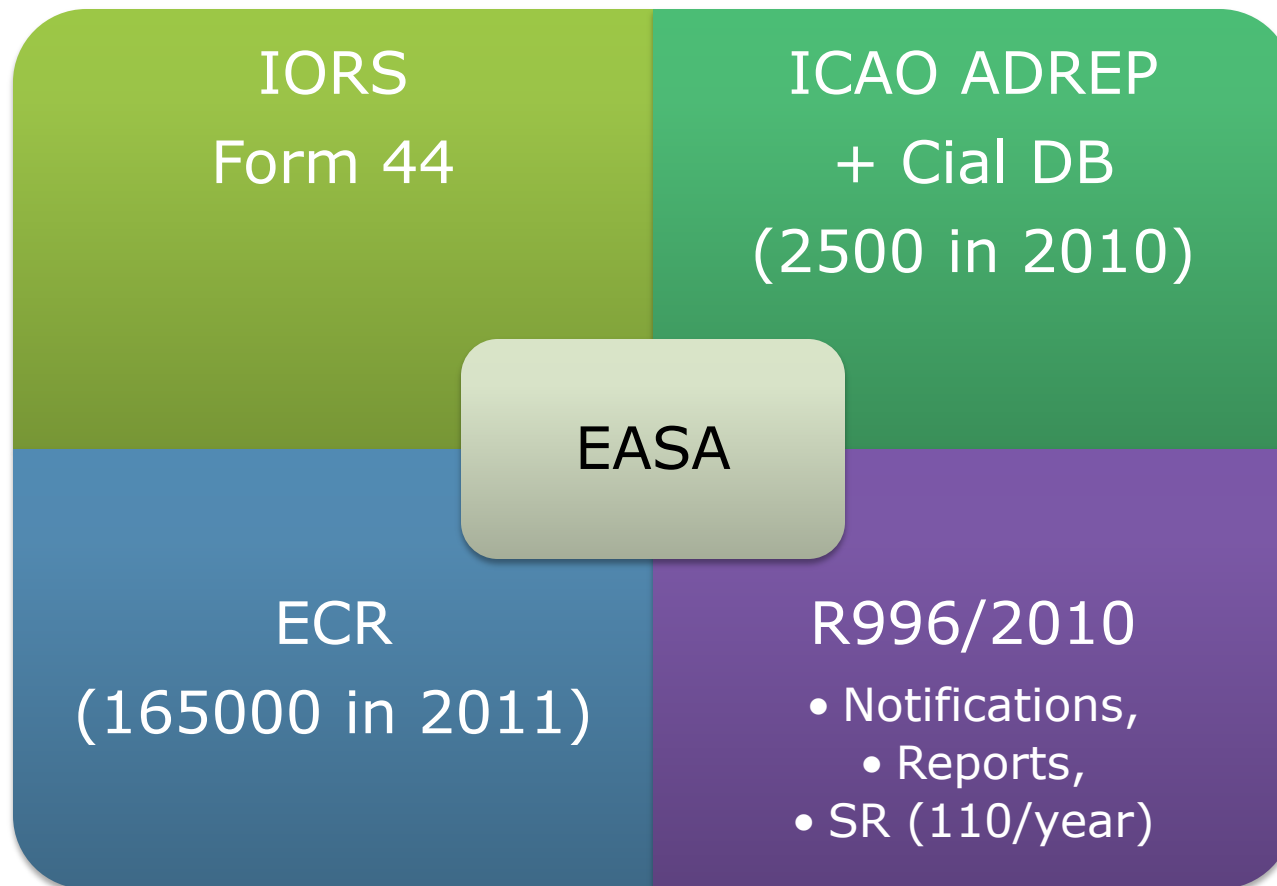 IORS
Form 44
ICAO ADREP
+ Cial DB
(2500 in 2010)
EASA
ECR
(165000 in 2011)
R996/2010
• Notifications,
• Reports,
• SR (110/year)